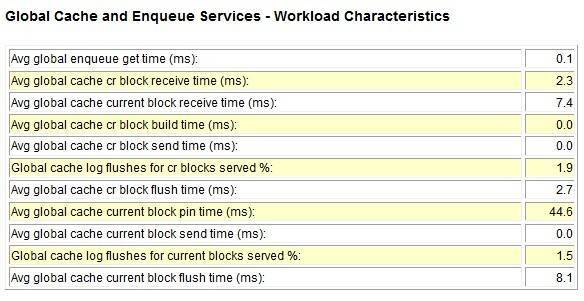 Global Cache and Enqueue Services - Workload Characteristics
Avg global enqueue get time (ms): 0.1
Avg global cache cr block receive time (ms): 2.3
Avg global cache current block receive time (ms): 7.4
Avg global cache cr block build time (ms): 0.0
Avg global cache cr block send time (ms): 0.0
Global cache log flushes for cr blocks served %: 1.9
Avg global cache cr block flush time (ms): 2.7
Avg global cache current block pin time (ms): 44.6
Avg global cache current block send time (ms): 0.0
Global cache log flushes for current blocks served %: 1.5
Avg global cache current block flush time (ms): 8.1